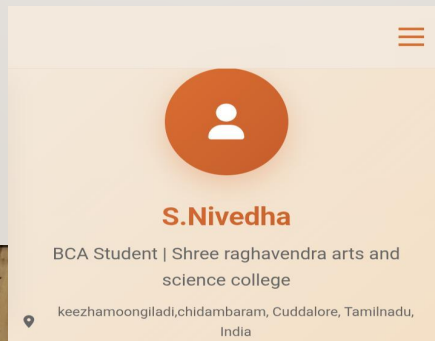 S.Nivedha
BCA Student | Shree raghavendra arts and
science college
keezhamoongiladi,chidambaram, Cuddalore, Tamilnadu,
India